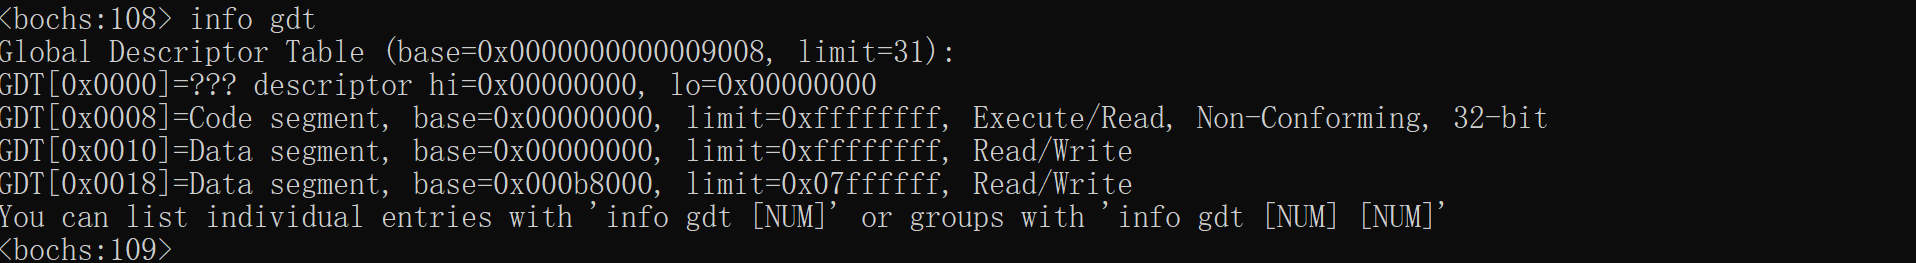 <bochs:108> info gdt
Global Descriptor Table (base=0x0000000000009008, limit=31):
GDT[0x0000]=??? descriptor hi=0x00000000, lo=0x00000000
GDT[0x0008]=Code segment, base=0x00000000, limit=0xffffffff, Execute/Read, Non-Conforming, 32-bit
GDT[0x0010]=Data segment, base=0x00000000, limit=0xffffffff, Read/Write
GDT[0x0018]=Data segment, base=0x000b8000, limit=0x07ffffff, Read/Write
You can list individual entries with 'info gdt [NUM]' or groups with 'info gdt [NUM] [NUM]'
<bochs:109>